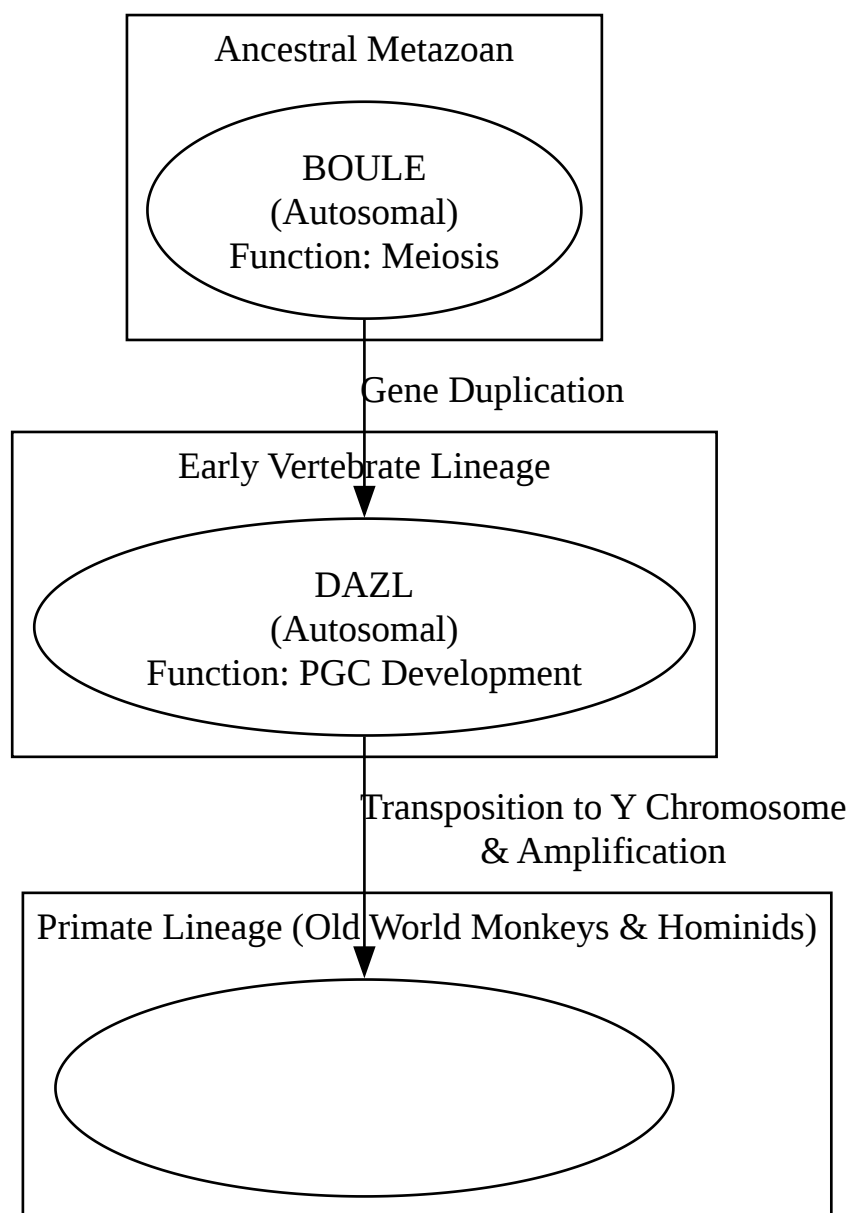 Ancestral Metazoan
BOULE
(Autosomal)
Function: Meiosis
Gene Duplication
Early Vertebrate Lineage
DAZL
(Autosomal)
Function: PGC Development
Transposition to Y Chromosome
& Amplification
Primate Lineage (Old World Monkeys & Hominids)